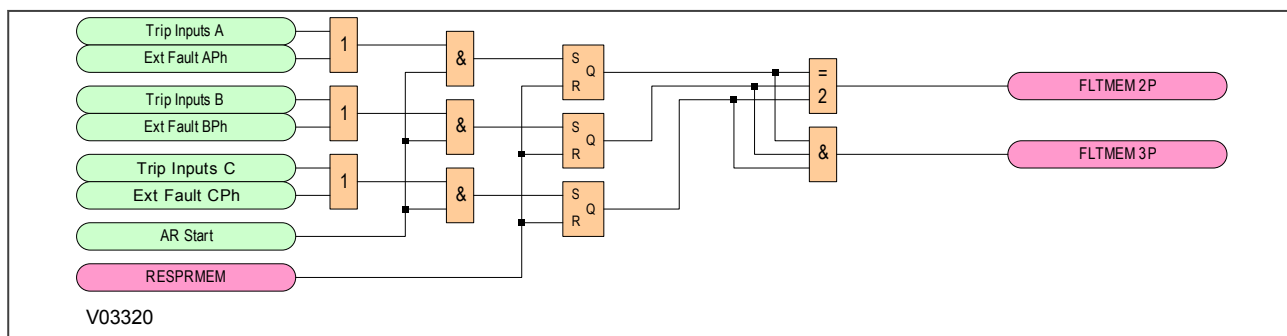 Trip Inputs A
Ext Fault APh
1
&
Trip Inputs B
Ext Fault BPh
1
&
Trip Inputs C
Ext Fault CPh
1
&
AR Start
RESPRMEM
S
Q
R
S
Q
R
S
Q
R
=
2
&
FLTMEM 2P
FLTMEM 3P
V03320